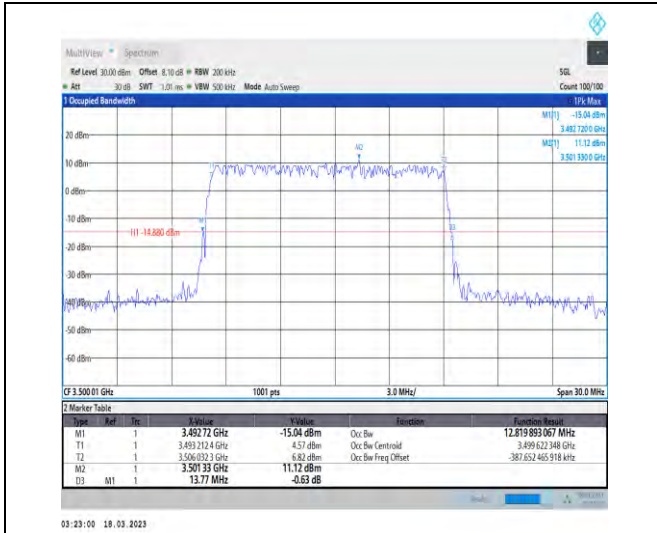 MultiView Spectrum
Ref Level 30.00 dBm Offset 8.10 dB RBW 200 kHz SGL
Att 30 dB SWT 1.01 ms VBW 500 kHz Mode Auto Sweep Count 100/100
1 Occupied Bandwidth 1Pk Max
M1[1] -15.04 dBm
3.492 720 0 GHz
M2[1] 11.12 dBm
3.501 330 0 GHz
20 dBm
M2
10 dBm
0 dBm
-10 dBm
H1 -14.880 dBm
-20 dBm
-30 dBm
-40 dBm
-50 dBm
-60 dBm
CF 3.500 01 GHz 1001 pts 3.0 MHz/ Span 30.0 MHz
2 Marker Table
Type Ref Trc X-Value Y-Value Function Function Result
M1 1 3.492 72 GHz -15.04 dBm Occ Bw 12.819 893 067 MHz
T1 1 3.493 212 4 GHz 4.57 dBm Occ Bw Centroid 3.499 622 348 GHz
T2 1 3.506 032 3 GHz 6.82 dBm Occ Bw Freq Offset -387.652 465 918 kHz
M2 1 3.501 33 GHz 11.12 dBm
D3 M1 1 13.77 MHz -0.63 dB
03:23:00 18.03.2023